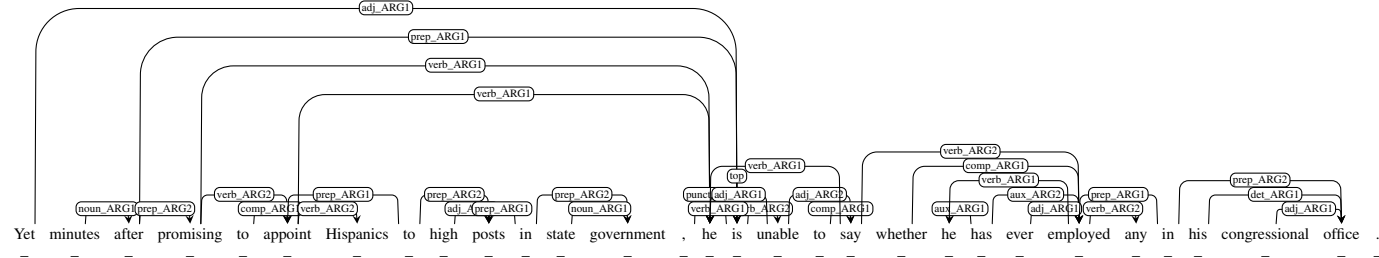 adj_ARG1
prep_ARG1
verb_ARG1
verb_ARG1
verb_ARG2
verb_ARG1 comp_ARG1
top verb_ARG1
prep_ARG2
verb_ARG2 prep_ARG1 prep_ARG2 prep_ARG2 punct adj_ARG1 adj_ARG2 aux_ARG2 prep_ARG1 det_ARG1
noun_ARG1 prep_ARG2 comp_ARG1 verb_ARG2 adj_A prep_ARG1 noun_ARG1 verb_ARG1 b_ARG2 comp_ARG1 aux_ARG1 adj_ARG1 verb_ARG2 adj_ARG1
Yet minutes after promising to appoint Hispanics to high posts in state government , he is unable to say whether he has ever employed any in his congressional office .
_ _ _ _ _ _ _ _ _ _ _ _ _ _ _ _ _ _ _ _ _ _ _ _ _ _ _ _ _